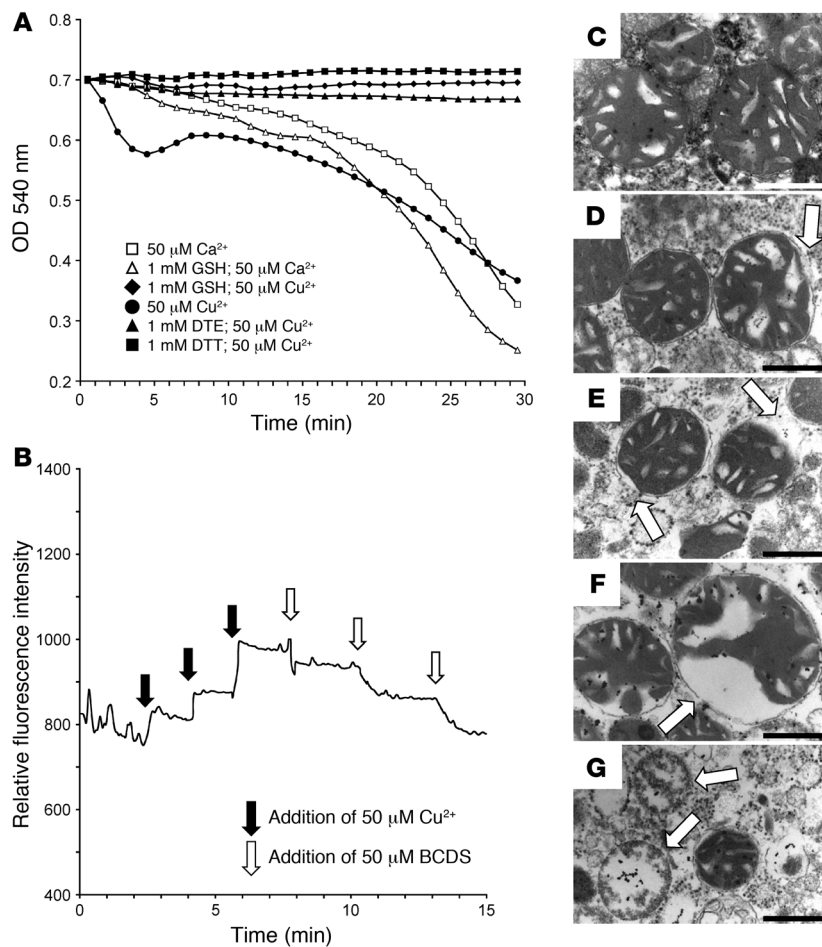 A
0.8
0.7
0.6
0.5
0.4
0.3
0.2
OD 540 nm
50 μM Ca²⁺
1 mM GSH; 50 μM Ca²⁺
1 mM GSH; 50 μM Cu²⁺
50 μM Cu²⁺
1 mM DTE; 50 μM Cu²⁺
1 mM DTT; 50 μM Cu²⁺
0 5 10 15 20 25 30
Time (min)
B
1400
1200
1000
800
600
400
Relative fluorescence intensity
Addition of 50 μM Cu²⁺
Addition of 50 μM BCDS
0 5 10 15
Time (min)
C
D
E
F
G